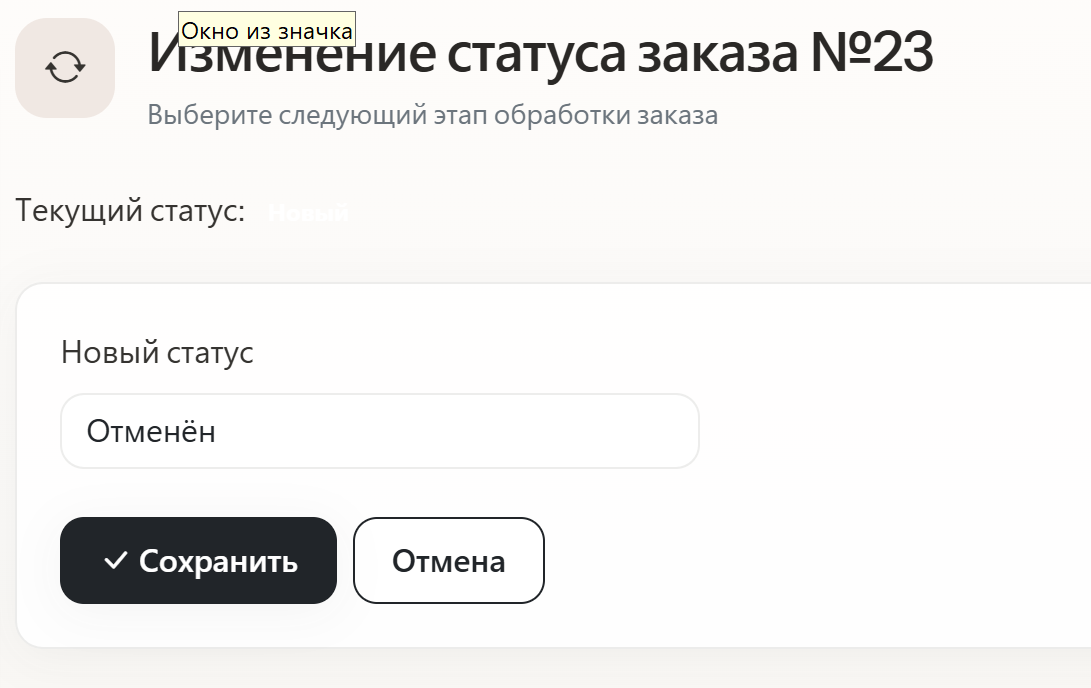 Окно из значка
Изменение статуса заказа №23
Выберите следующий этап обработки заказа
Текущий статус: Новый
Новый статус
Отменён
Сохранить
Отмена